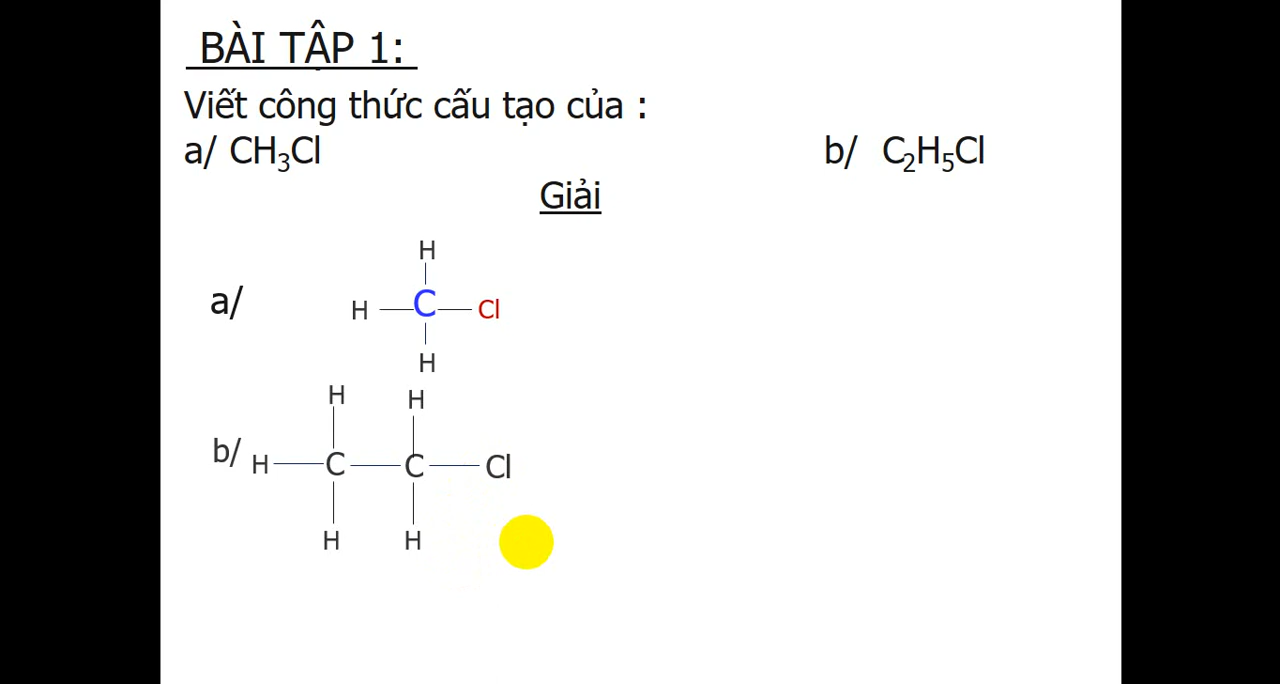 BÀI TẬP 1:
Viết công thức cấu tạo của :
a/ CH₃Cl b/ C₂H₅Cl
Giải
H
a/ H C Cl
H
H H
b/ H C C Cl
H H